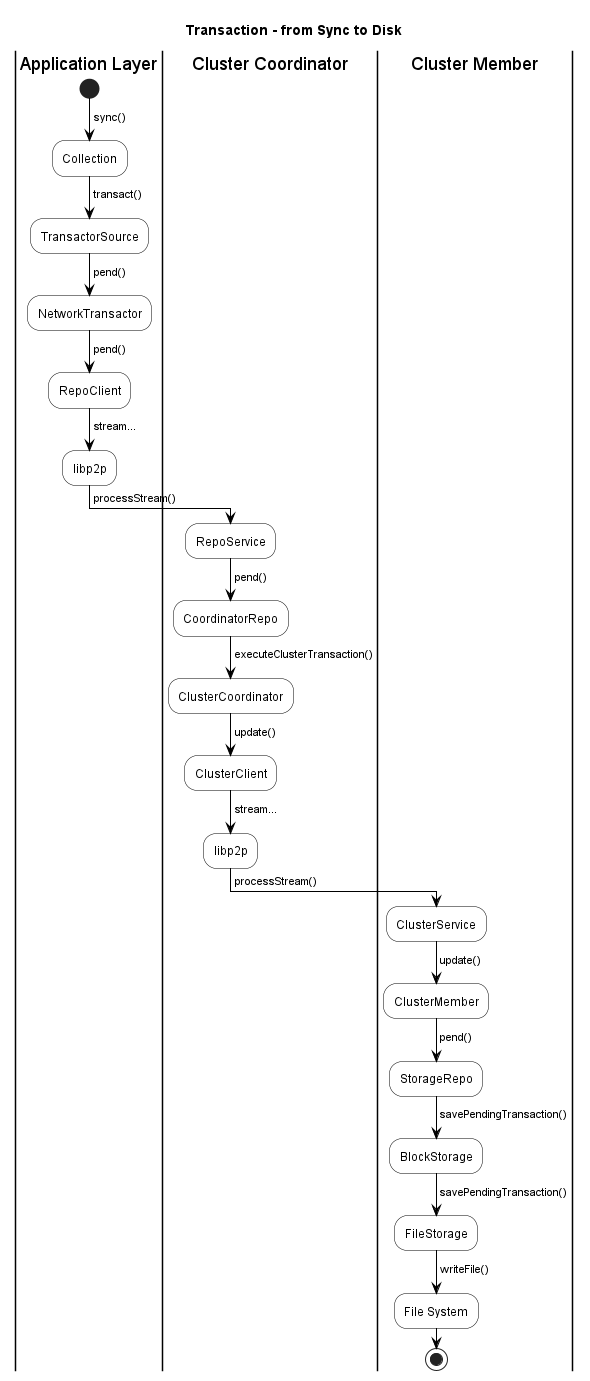 Transaction - from Sync to Disk
Application Layer
Cluster Coordinator
Cluster Member
sync()
Collection
transact()
TransactorSource
pend()
NetworkTransactor
pend()
RepoClient
stream...
libp2p
processStream()
RepoService
pend()
CoordinatorRepo
executeClusterTransaction()
ClusterCoordinator
update()
ClusterClient
stream...
libp2p
processStream()
ClusterService
update()
ClusterMember
pend()
StorageRepo
savePendingTransaction()
BlockStorage
savePendingTransaction()
FileStorage
writeFile()
File System